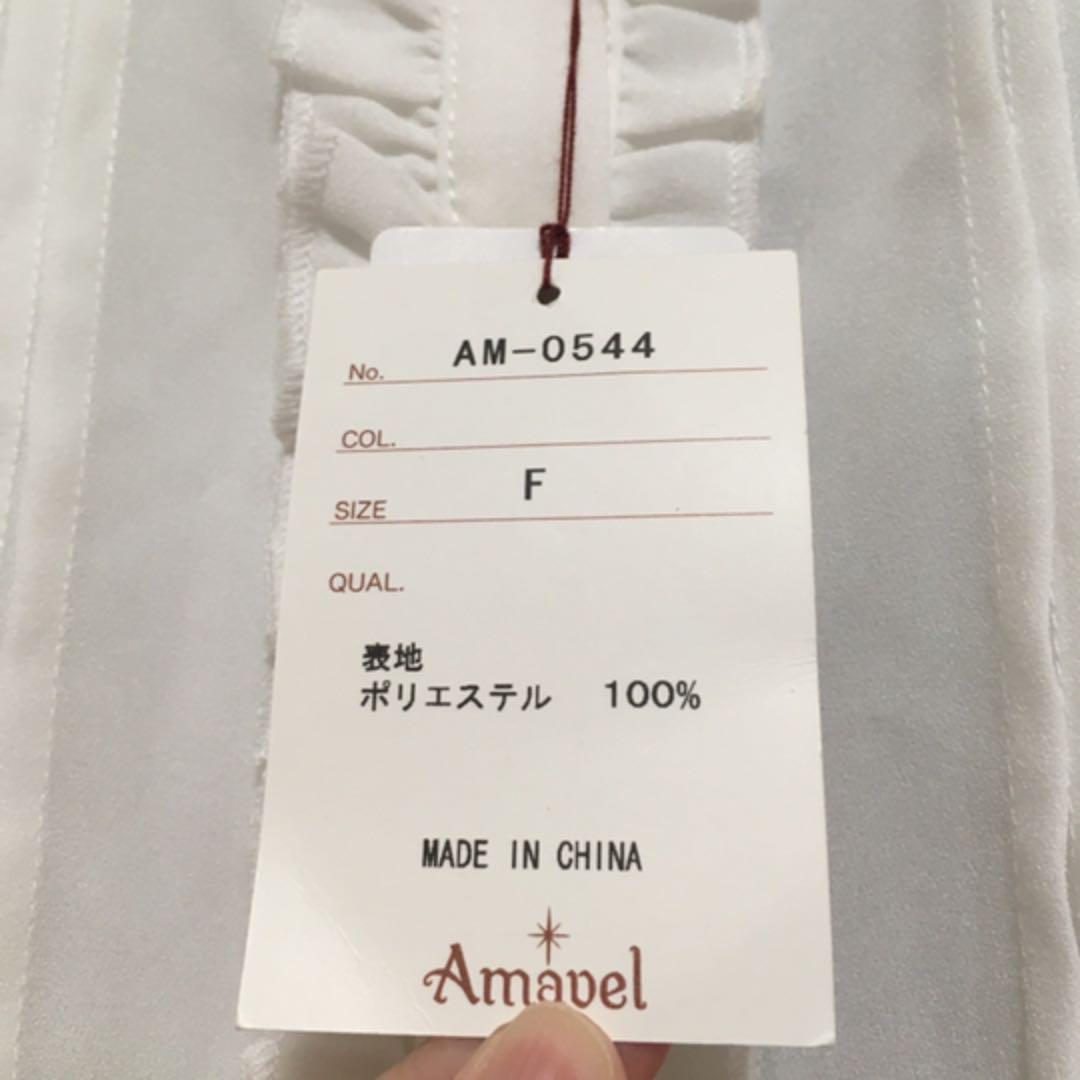 No. AM-0544
COL.
SIZE F
QUAL.
表地
ポリエステル 100%
MADE IN CHINA
Amavel